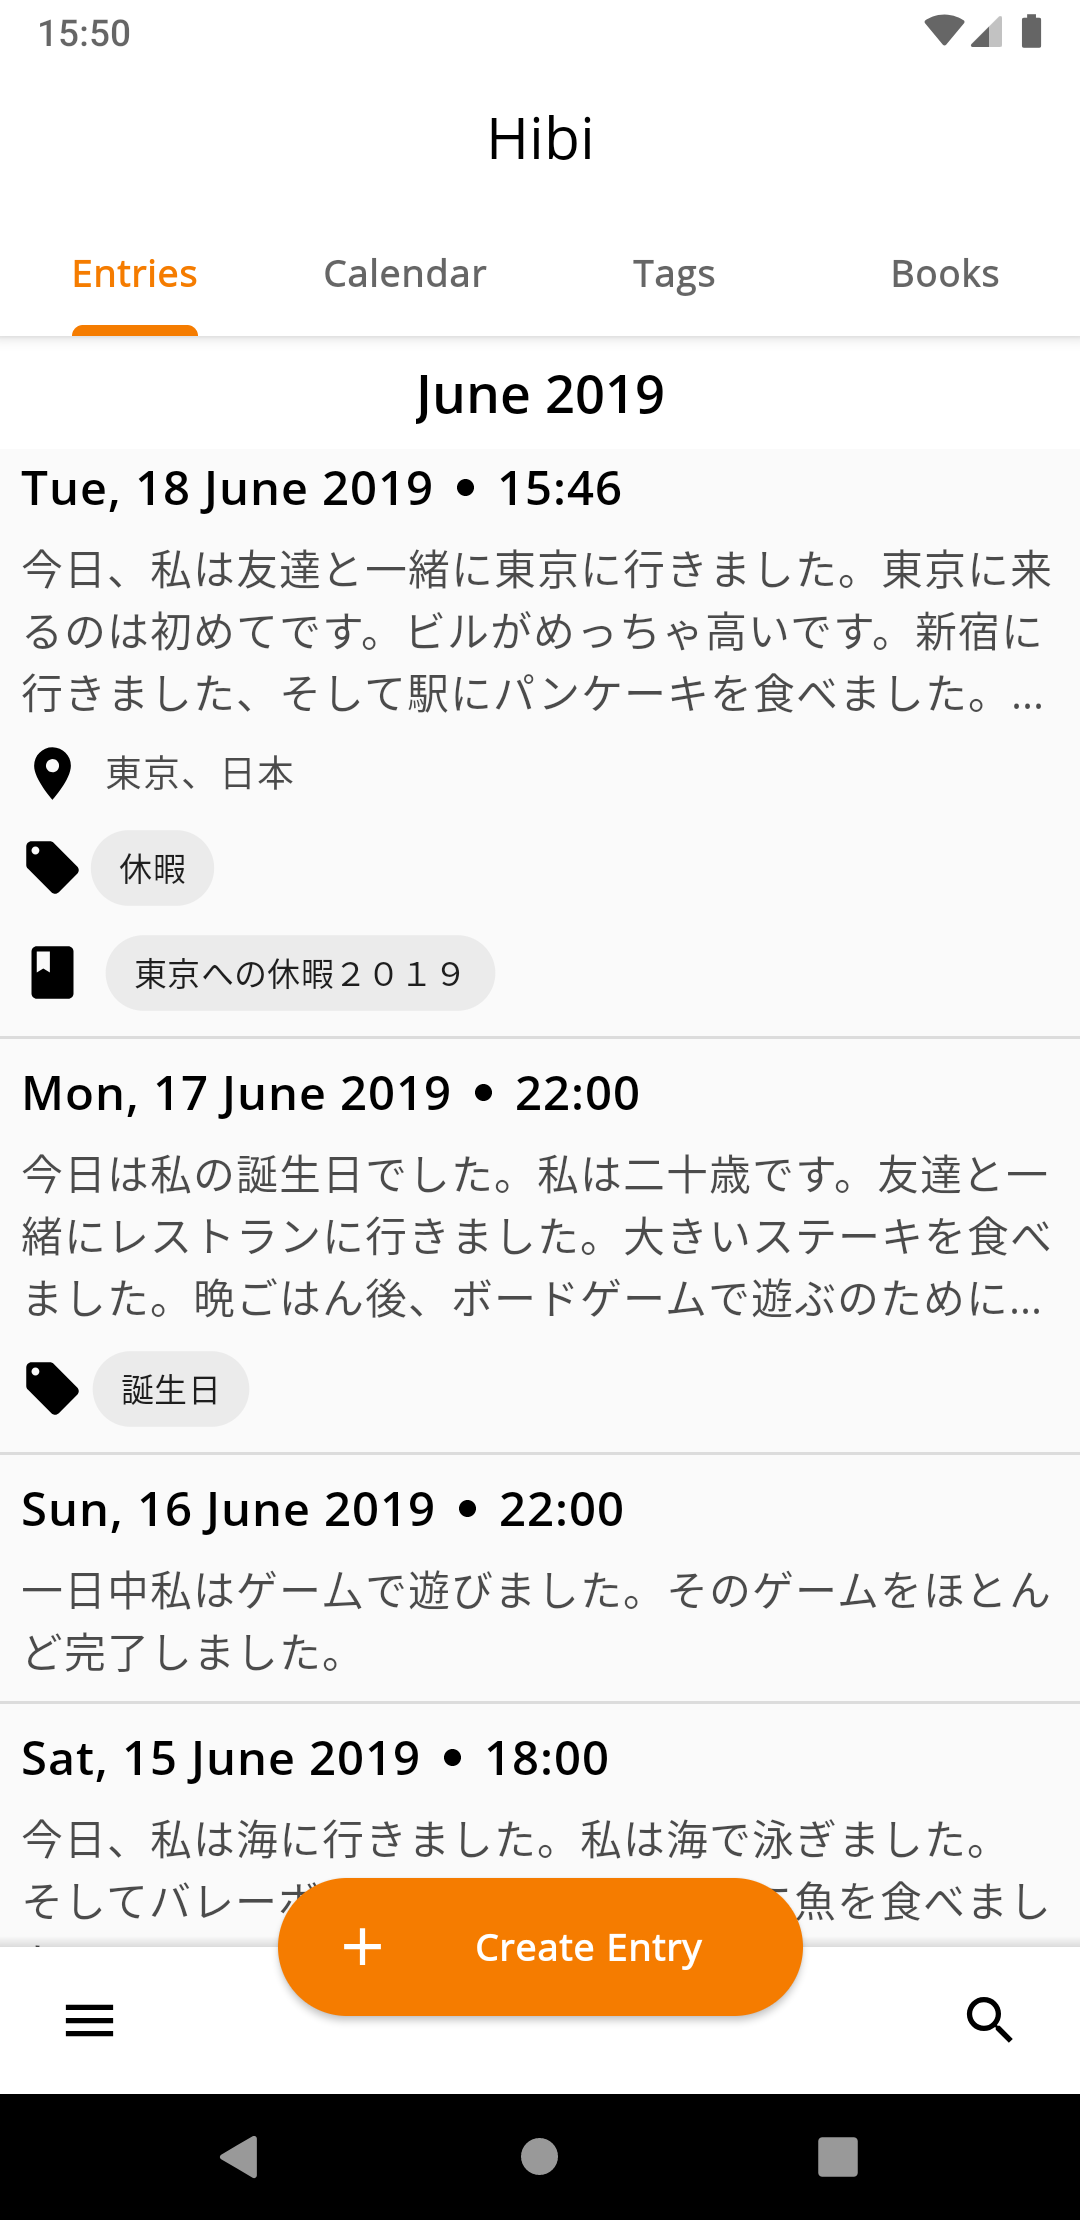 15:50
Hibi
Entries Calendar Tags Books
June 2019
Tue, 18 June 2019 • 15:46
今日、私は友達と一緒に東京に行きました。東京に来
るのは初めてです。ビルがめっちゃ高いです。新宿に
行きました、そして駅にパンケーキを食べました。...
東京、日本
休暇
東京への休暇２０１９
Mon, 17 June 2019 • 22:00
今日は私の誕生日でした。私は二十歳です。友達と一
緒にレストランに行きました。大きいステーキを食べ
ました。晩ごはん後、ボードゲームで遊ぶのために...
誕生日
Sun, 16 June 2019 • 22:00
一日中私はゲームで遊びました。そのゲームをほとん
ど完了しました。
Sat, 15 June 2019 • 18:00
今日、私は海に行きました。私は海で泳ぎました。
そしてバレー 魚を食べまし
Create Entry